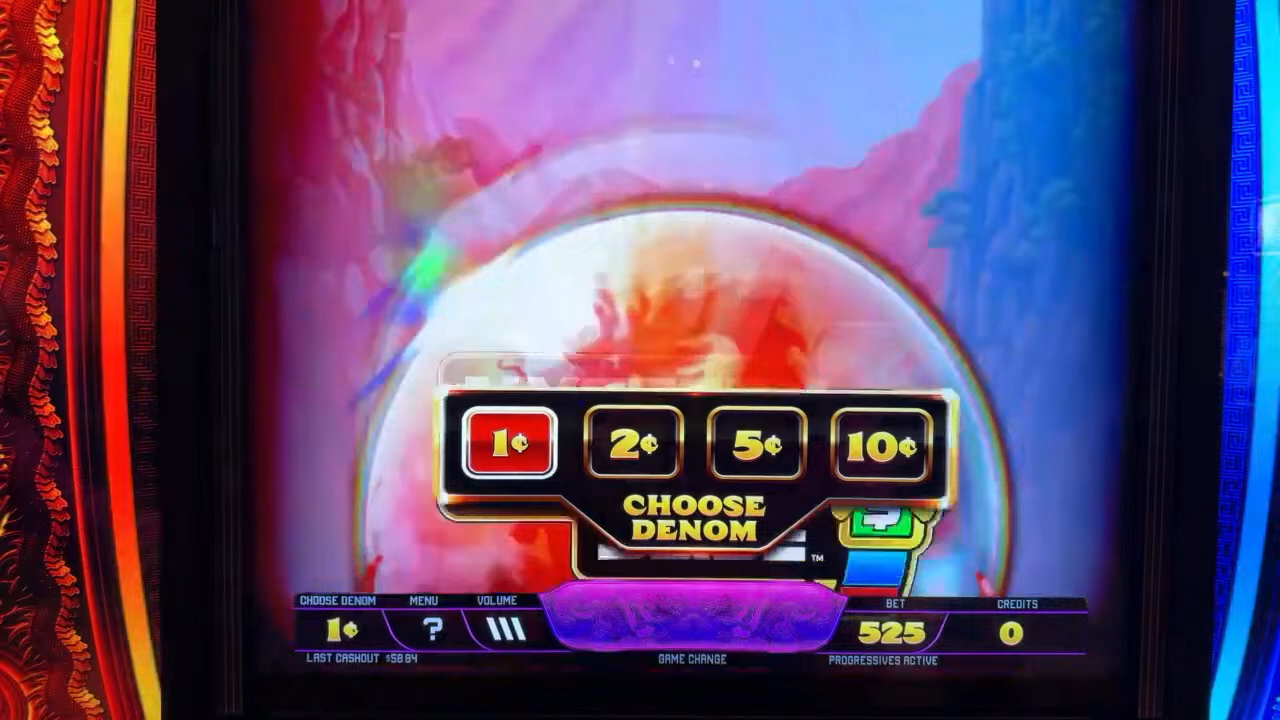 1¢ 2¢ 5¢ 10¢
CHOOSE
DENOM
TM
CHOOSE DENOM MENU VOLUME BET CREDITS
1¢ ? 525 0
LAST CASHOUT $58.84 GAME CHANGE PROGRESSIVES ACTIVE